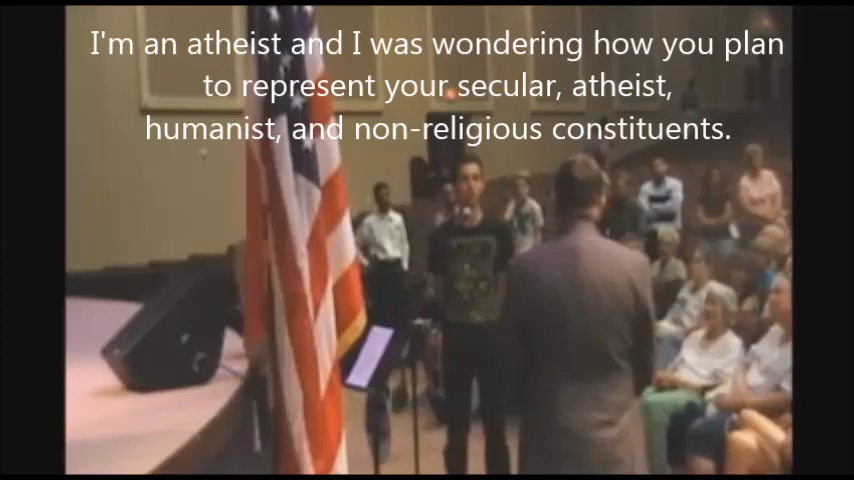 I'm an atheist and I was wondering how you plan
to represent your secular, atheist,
humanist, and non-religious constituents.